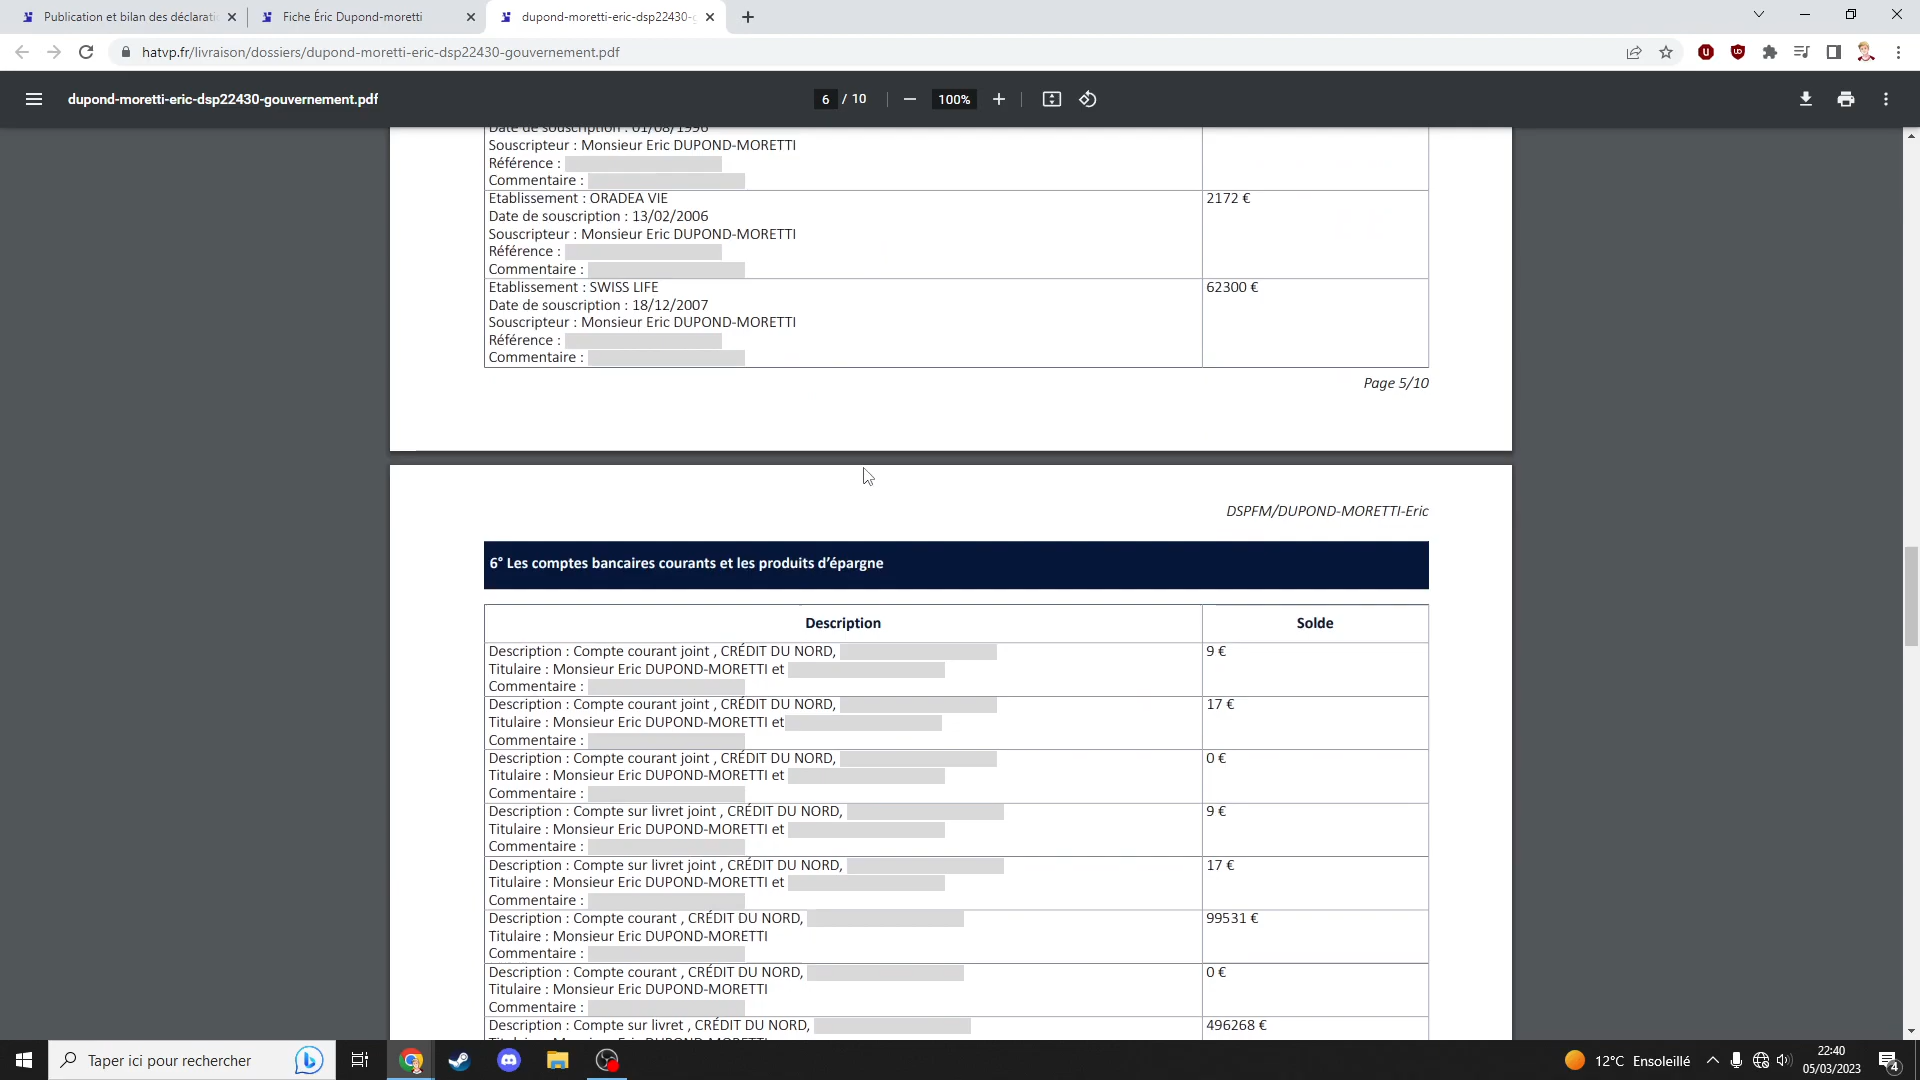 Publication et bilan des déclarati
Fiche Éric Dupond-moretti
dupond-moretti-eric-dsp22430-g
hatvp.fr/livraison/dossiers/dupond-moretti-eric-dsp22430-gouvernement.pdf
dupond-moretti-eric-dsp22430-gouvernement.pdf
6 / 10
100%
Date de souscription : 01/08/1996
Souscripteur : Monsieur Eric DUPOND-MORETTI
Référence :
Commentaire :
Etablissement : ORADEA VIE
2172 €
Date de souscription : 13/02/2006
Souscripteur : Monsieur Eric DUPOND-MORETTI
Référence :
Commentaire :
Etablissement : SWISS LIFE
62300 €
Date de souscription : 18/12/2007
Souscripteur : Monsieur Eric DUPOND-MORETTI
Référence :
Commentaire :
Page 5/10
DSPFM/DUPOND-MORETTI-Eric
6° Les comptes bancaires courants et les produits d’épargne
Description
Solde
Description : Compte courant joint , CRÉDIT DU NORD,
9 €
Titulaire : Monsieur Eric DUPOND-MORETTI et
Commentaire :
Description : Compte courant joint , CRÉDIT DU NORD,
17 €
Titulaire : Monsieur Eric DUPOND-MORETTI et
Commentaire :
Description : Compte courant joint , CRÉDIT DU NORD,
0 €
Titulaire : Monsieur Eric DUPOND-MORETTI et
Commentaire :
Description : Compte sur livret joint , CRÉDIT DU NORD,
9 €
Titulaire : Monsieur Eric DUPOND-MORETTI et
Commentaire :
Description : Compte sur livret joint , CRÉDIT DU NORD,
17 €
Titulaire : Monsieur Eric DUPOND-MORETTI et
Commentaire :
Description : Compte courant , CRÉDIT DU NORD,
99531 €
Titulaire : Monsieur Eric DUPOND-MORETTI
Commentaire :
Description : Compte courant , CRÉDIT DU NORD,
0 €
Titulaire : Monsieur Eric DUPOND-MORETTI
Commentaire :
Description : Compte sur livret , CRÉDIT DU NORD,
496268 €
Taper ici pour rechercher
12°C Ensoleillé
22:40
05/03/2023
4